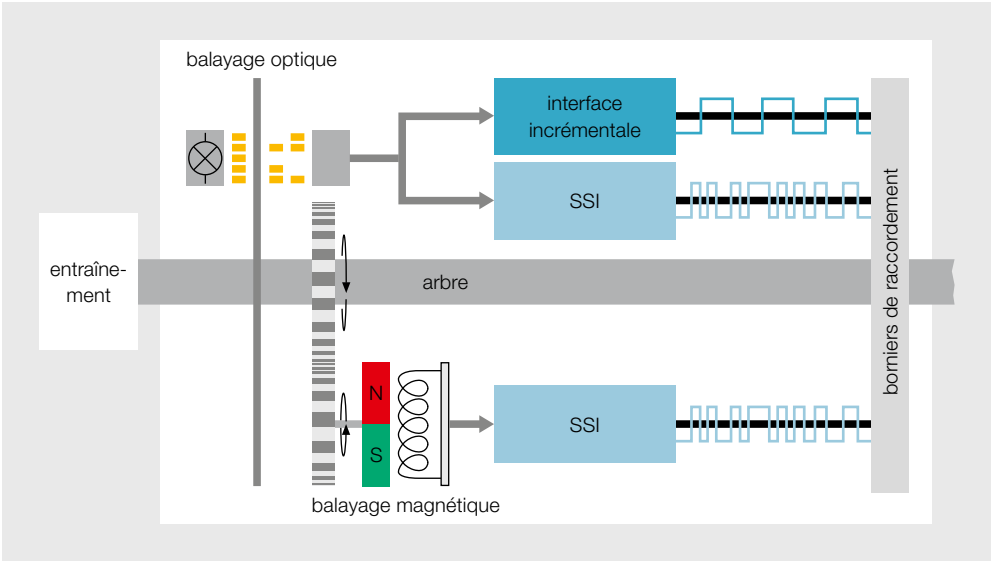 balayage optique
interface
incrémentale
SSI
entraîne-
ment
arbre
borniers de raccordement
N
S
SSI
balayage magnétique